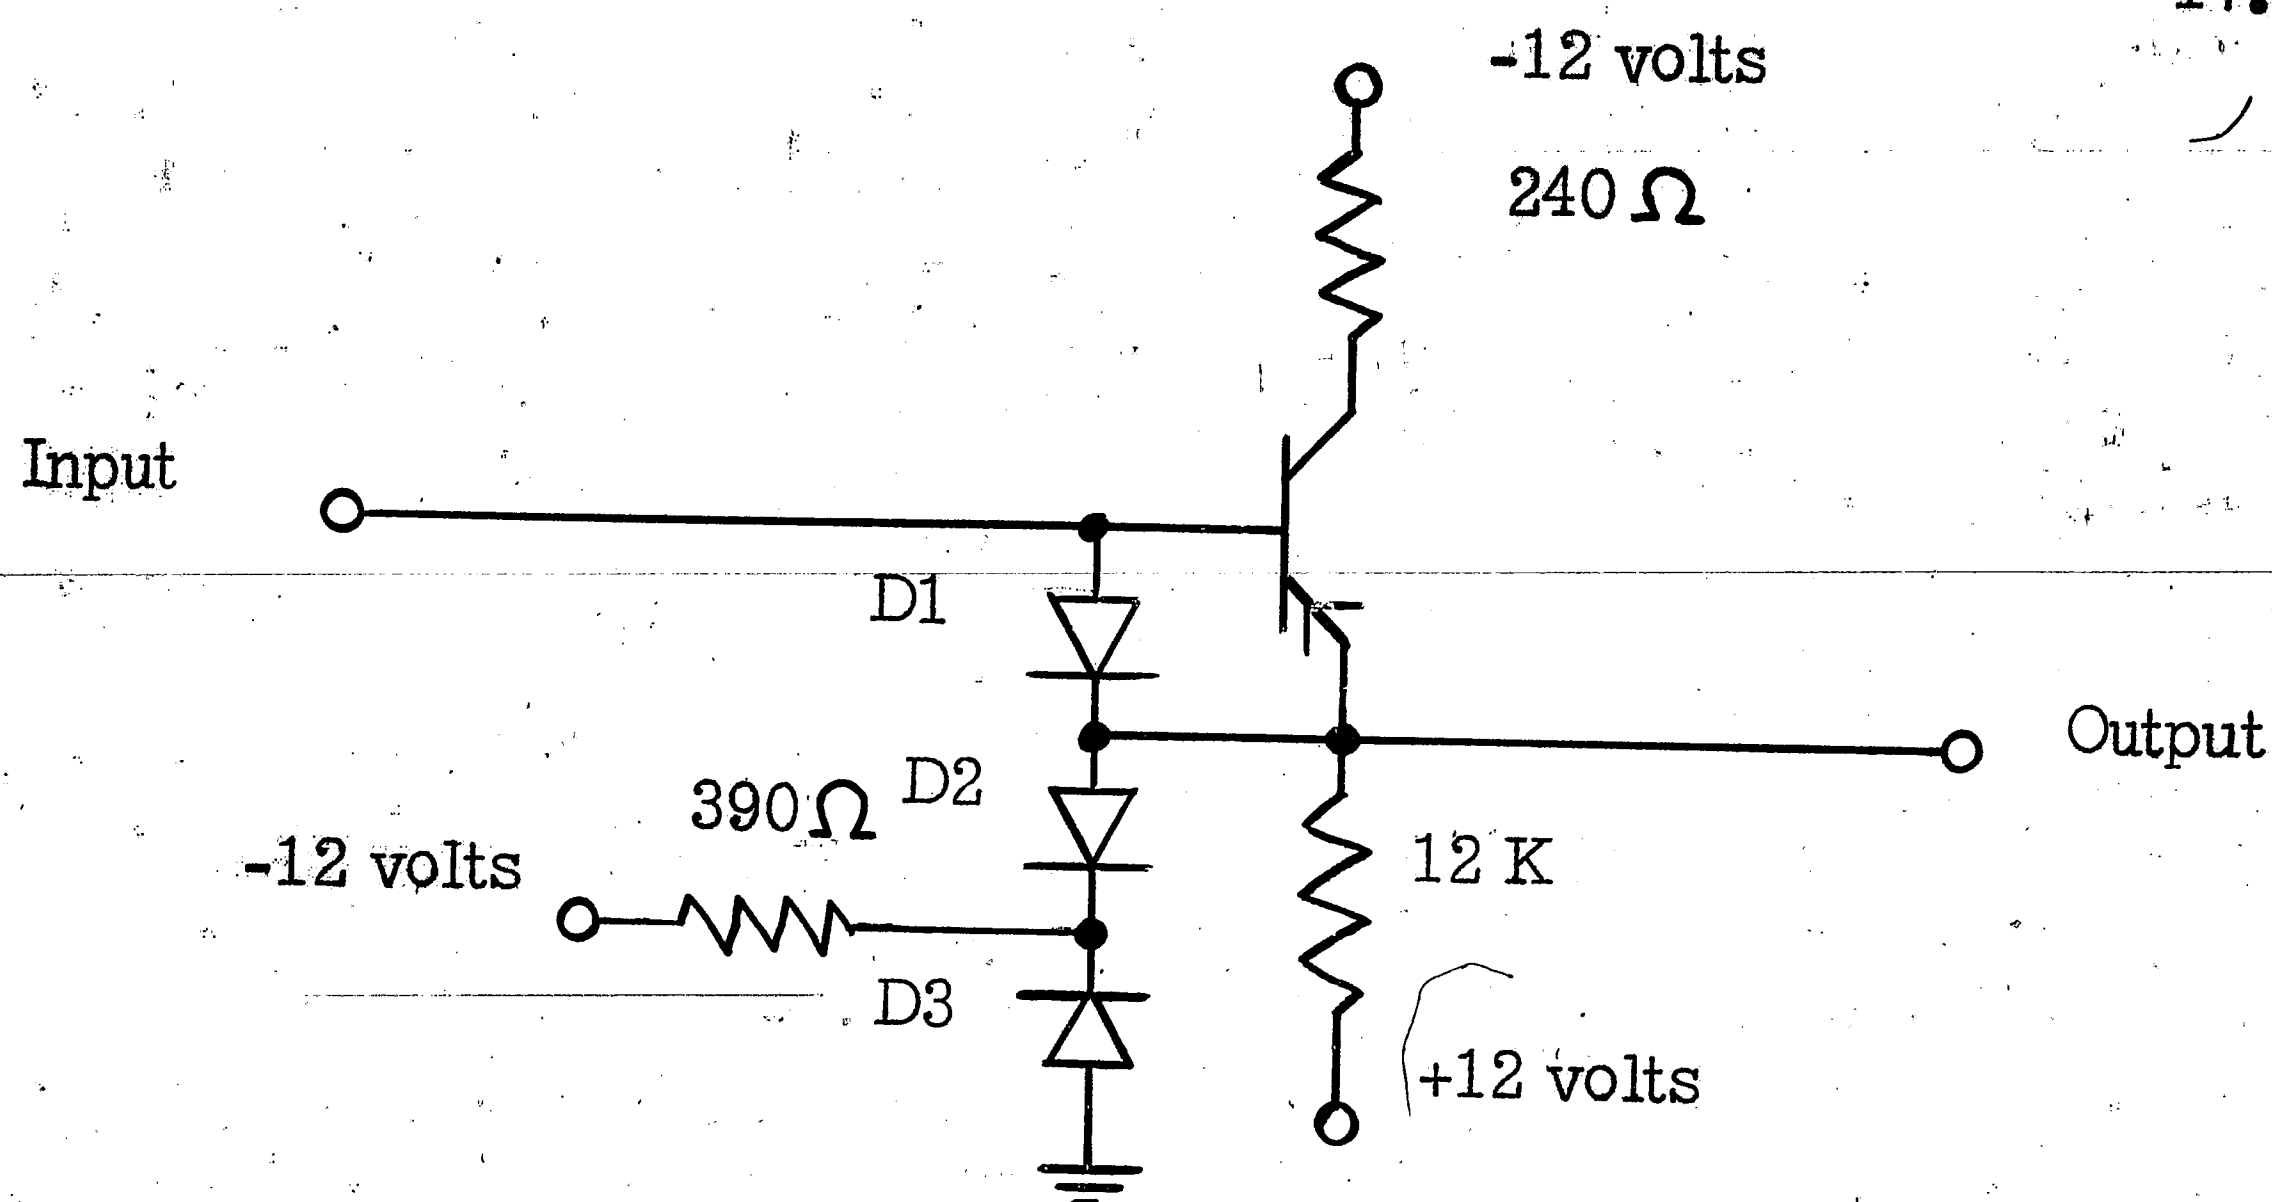 -12 volts
240 Ω
Input
D1
Output
390 Ω
D2
-12 volts
12 K
D3
+12 volts